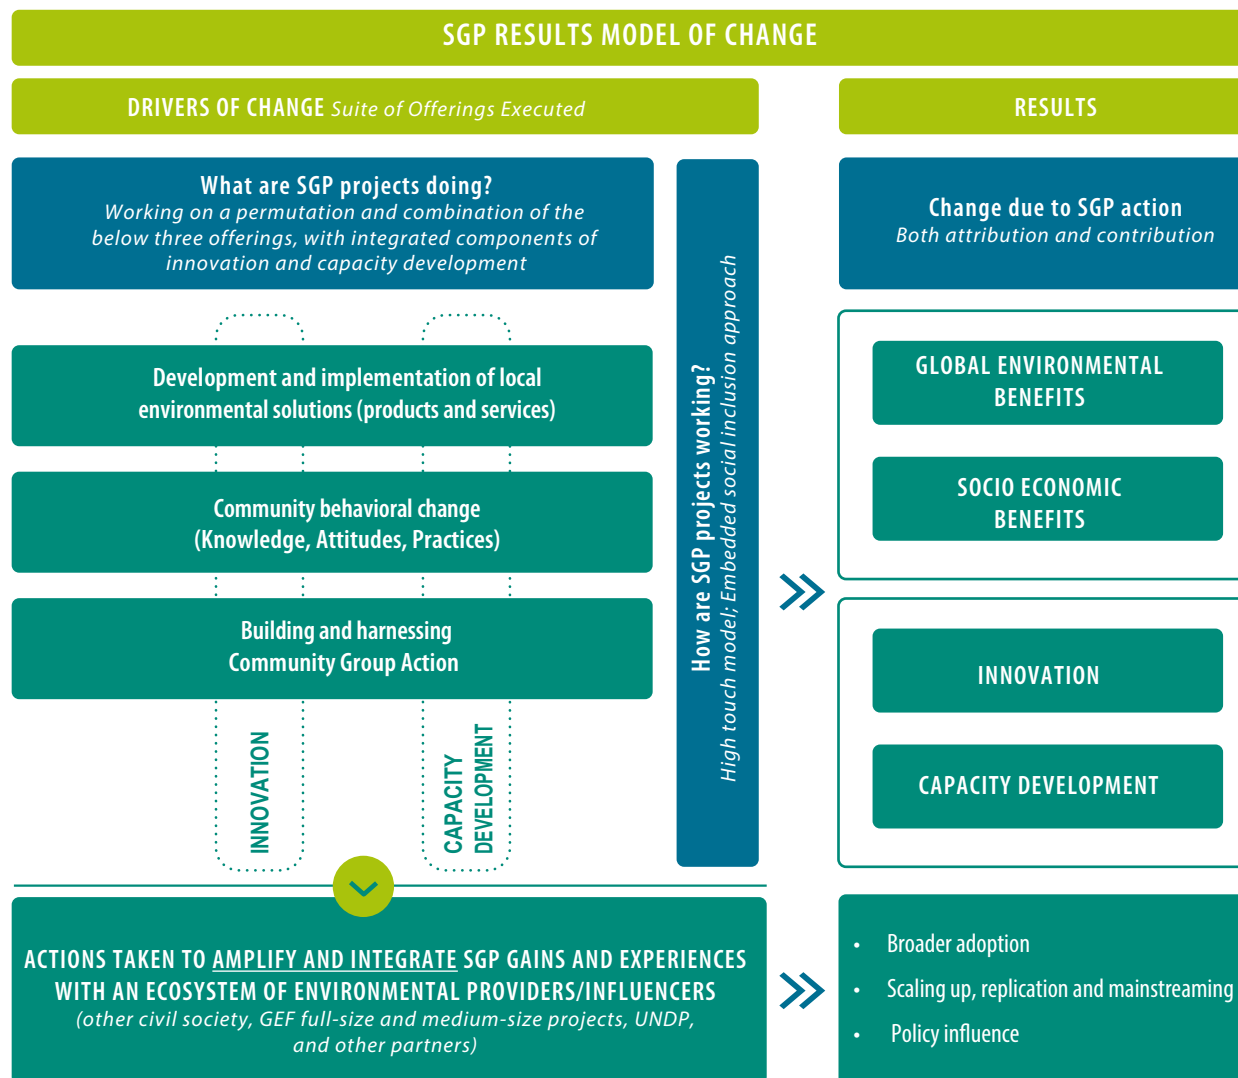 SGP RESULTS MODEL OF CHANGE
DRIVERS OF CHANGE Suite of Offerings Executed
What are SGP projects doing?
Working on a permutation and combination of the
below three offerings, with integrated components of
innovation and capacity development
Development and implementation of local
environmental solutions (products and services)
Community behavioral change
(Knowledge, Attitudes, Practices)
Building and harnessing
Community Group Action
INNOVATION
CAPACITY
DEVELOPMENT
How are SGP projects working?
High touch model; Embedded social inclusion approach
RESULTS
Change due to SGP action
Both attribution and contribution
GLOBAL ENVIRONMENTAL
BENEFITS
SOCIO ECONOMIC
BENEFITS
INNOVATION
CAPACITY DEVELOPMENT
ACTIONS TAKEN TO AMPLIFY AND INTEGRATE SGP GAINS AND EXPERIENCES
WITH AN ECOSYSTEM OF ENVIRONMENTAL PROVIDERS/INFLUENCERS
(other civil society, GEF full-size and medium-size projects, UNDP,
and other partners)
• Broader adoption
• Scaling up, replication and mainstreaming
• Policy influence